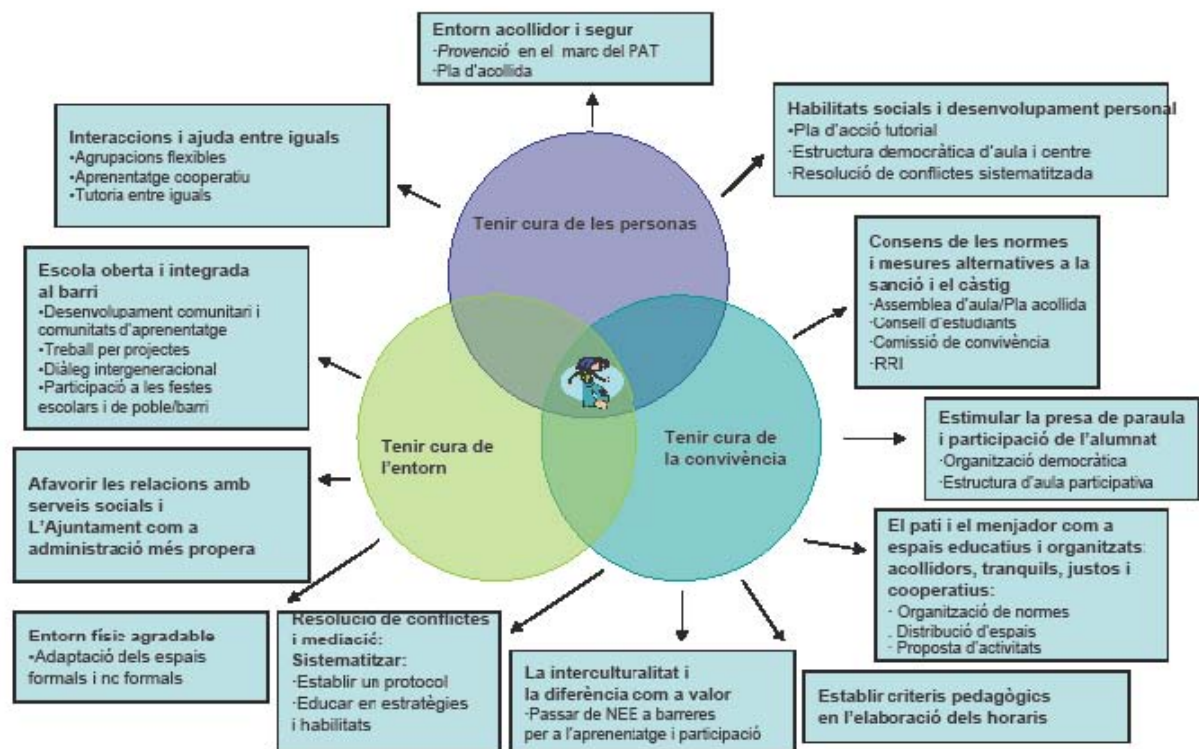 Entorn acollidor i segur
·Provenció en el marc del PAT
·Pla d'acollida
Interaccions i ajuda entre iguals
•Agrupacions flexibles
•Aprenentatge cooperatiu
•Tutoria entre iguals
Habilitats socials i desenvolupament personal
•Pla d'acció tutorial
·Estructura democràtica d'aula i centre
·Resolució de conflictes sistematitzada
Tenir cura de les personas
Escola oberta i integrada
al barri
•Desenvolupament comunitari i
comunitats d'aprenentatge
•Treball per projectes
•Diàleg intergeneracional
•Participació a les festes
escolars i de poble/barri
Consens de les normes
i mesures alternatives a la
sanció i el càstig
·Assemblea d'aula/Pla acollida
·Consell d'estudiants
·Comissió de convivència
·RRI
Tenir cura de
l'entorn
Tenir cura de
la convivència
Estimular la presa de paraula
i participació de l'alumnat
·Organització democràtica
·Estructura d'aula participativa
Afavorir les relacions amb
serveis socials i
L'Ajuntament com a
administració més propera
El pati i el menjador com a
espais educatius i organitzats:
acollidors, tranquils, justos i
cooperatius:
· Organització de normes
. Distribució d'espais
· Proposta d'activitats
Entorn físic agradable
•Adaptació dels espais
formals i no formals
Resolució de conflictes
i mediació:
Sistematitzar:
·Establir un protocol
·Educar en estratègies
i habilitats
La interculturalitat i
la diferència com a valor
·Passar de NEE a barreres
per a l'aprenentatge i participació
Establir criteris pedagògics
en l'elaboració dels horaris